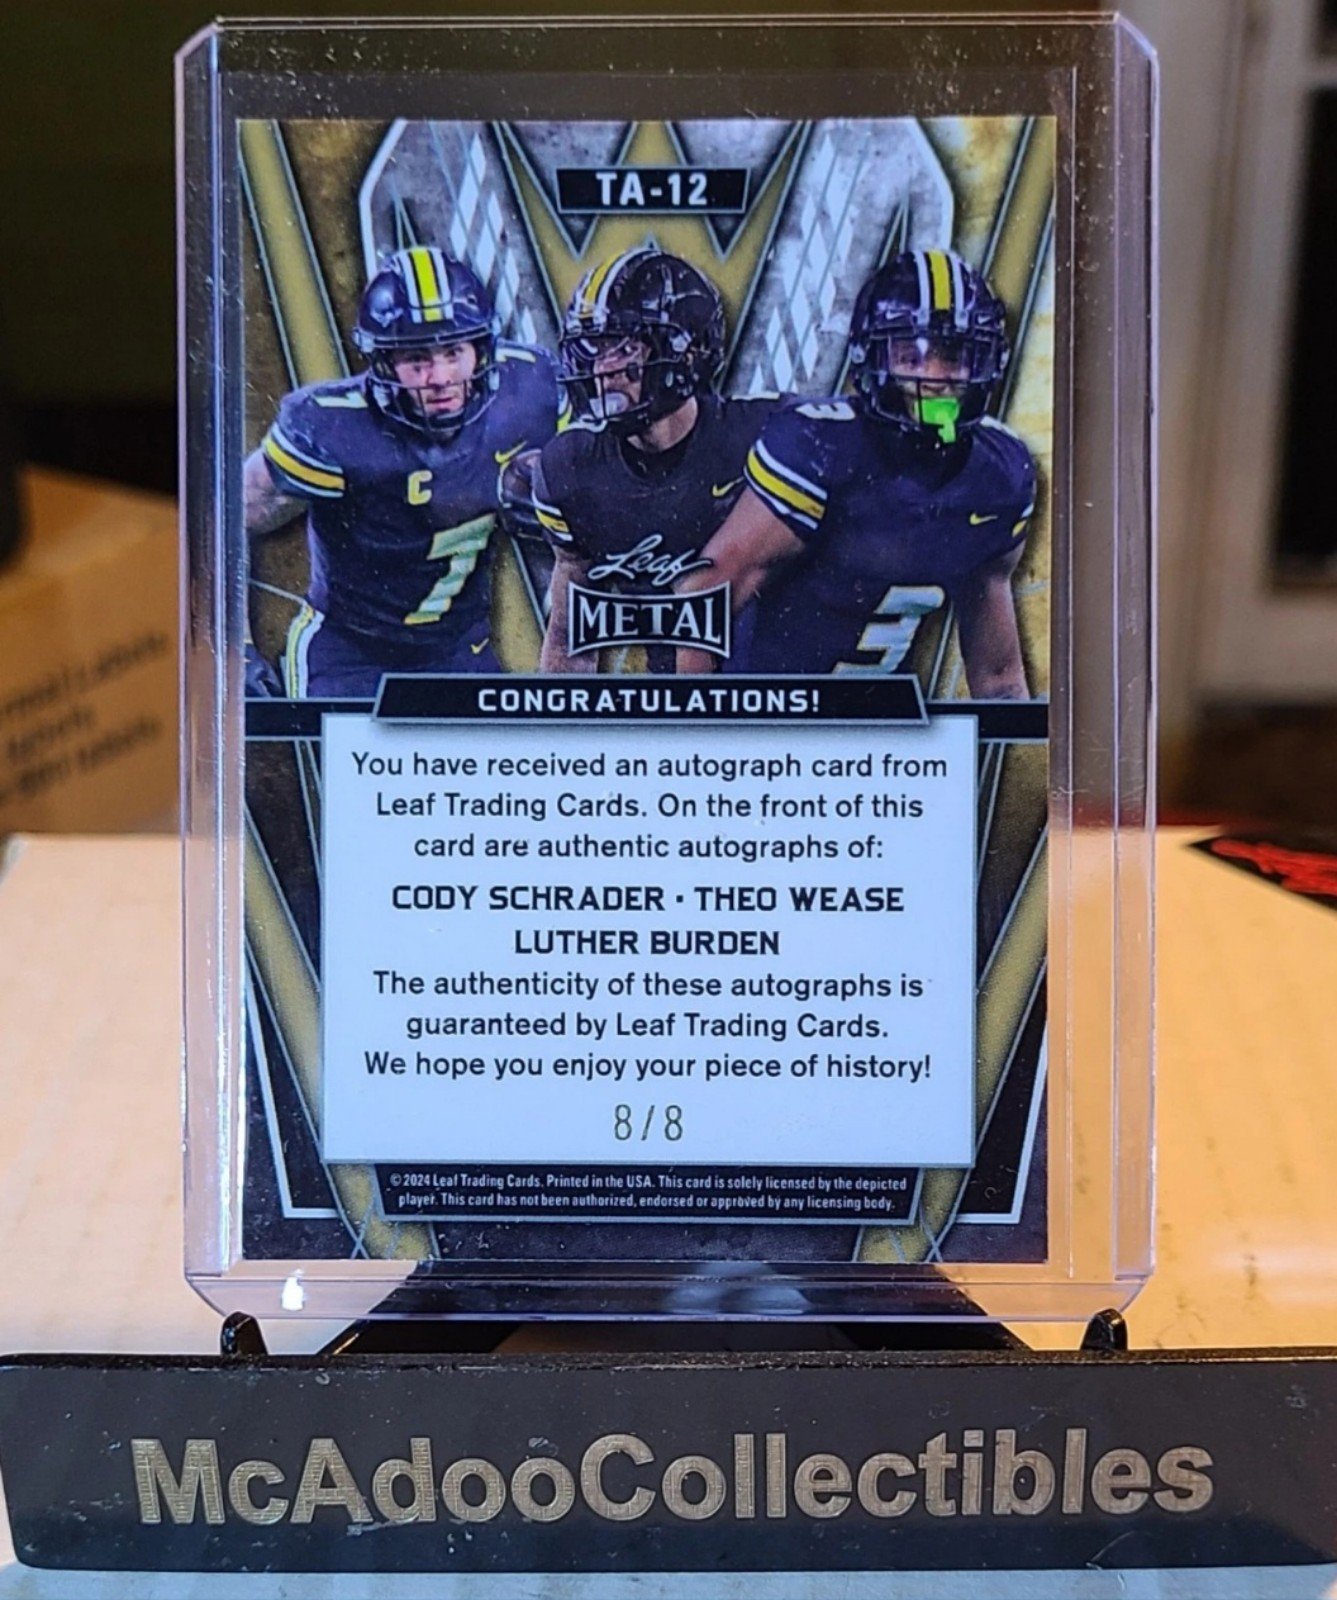 TA-12
7
C
7
3
3
Leaf
METAL
CONGRATULATIONS!
You have received an autograph card from
Leaf Trading Cards. On the front of this
card are authentic autographs of:
CODY SCHRADER · THEO WEASE
LUTHER BURDEN
The authenticity of these autographs is
guaranteed by Leaf Trading Cards.
We hope you enjoy your piece of history!
8/8
©2024 Leaf Trading Cards. Printed in the USA. This card is solely licensed by the depicted
player. This card has not been authorized, endorsed or approved by any licensing body.
McAdooCollectibles